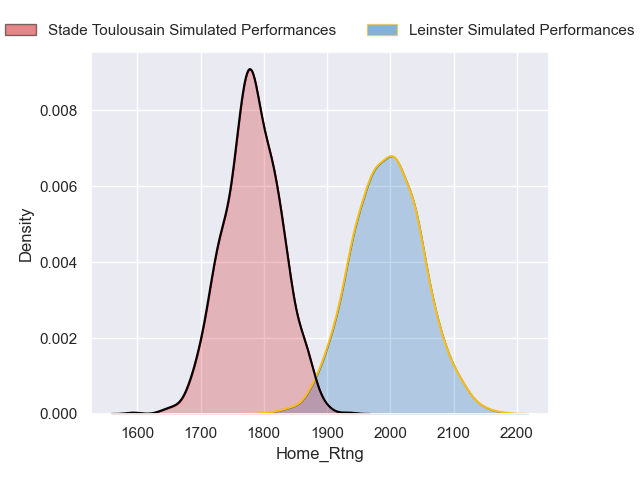 Stade Toulousain Simulated Performances
Leinster Simulated Performances
Density
0.008
0.006
0.004
0.002
0.000
1600 1700 1800 1900 2000 2100 2200
Home_Rtng